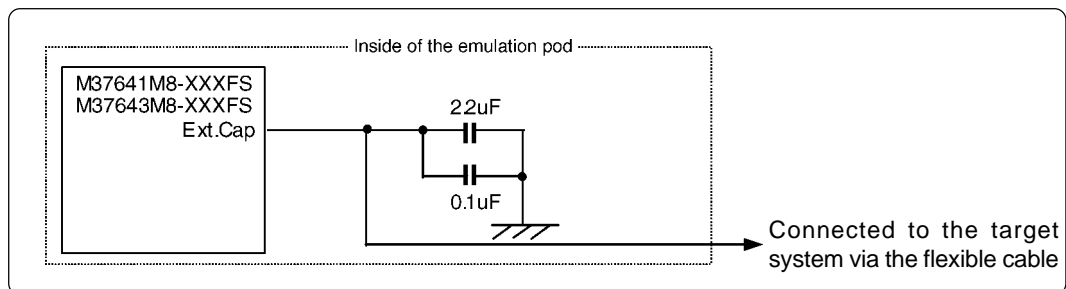 Inside of the emulation pod
M37641M8-XXXFS
M37643M8-XXXFS
Ext.Cap
2.2uF
0.1uF
Connected to the target
system via the flexible cable